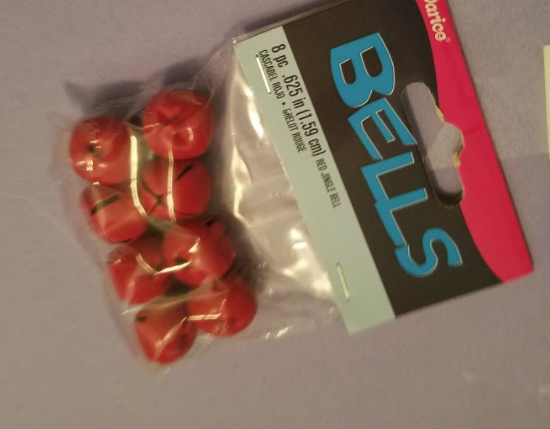 Darice®
BELLS
8 pc .625 in (1.59 cm) RED JINGLE BELL
CASCABEL ROJO • GRELOT ROUGE